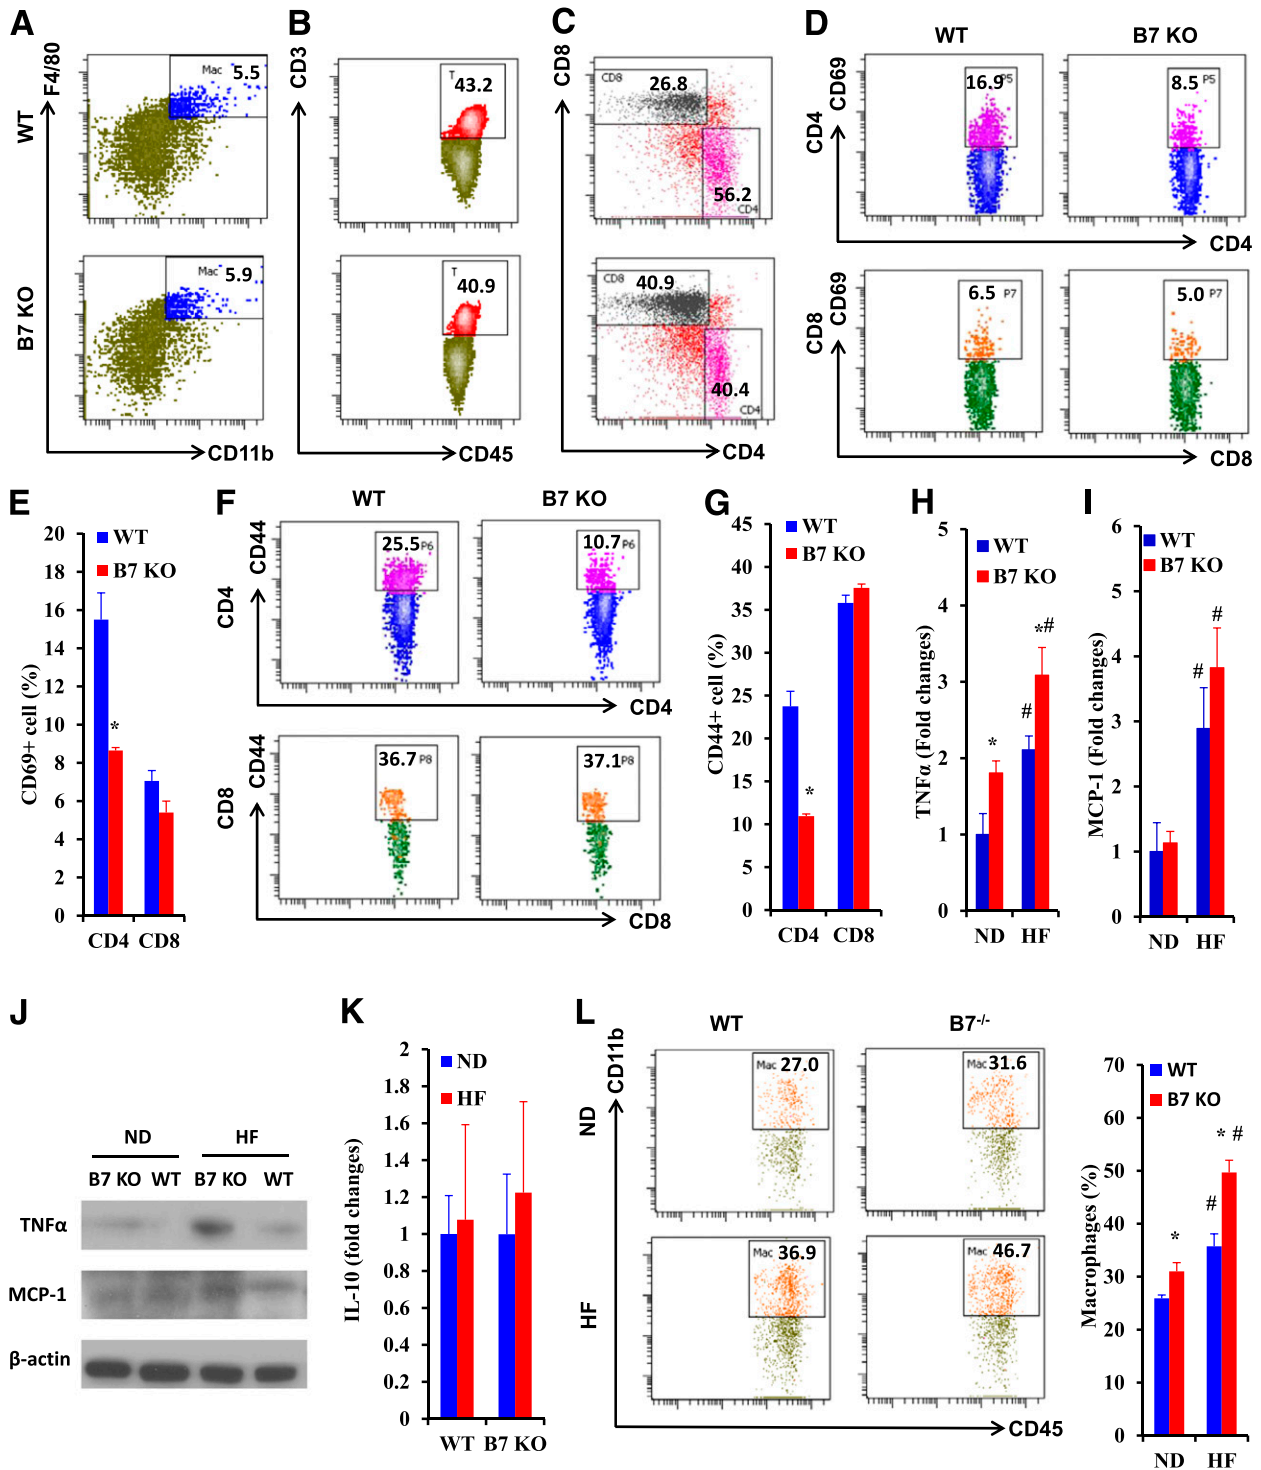 A
B
C
D
WT
B7 KO
F4/80
WT
B7 KO
Mac 5.5
Mac 5.9
CD11b
CD3
T 43.2
T 40.9
CD45
CD8
CD8 26.8
56.2
CD4
CD8 40.9
40.4
CD4
CD4
CD4 CD69
16.9 P5
8.5 P5
CD4
CD8 CD69
6.5 P7
5.0 P7
CD8
E
CD69+ cell (%)
20
18
16
14
12
10
8
6
4
2
0
WT
B7 KO
*
CD4 CD8
F
WT
B7 KO
CD4 CD44
25.5 P6
10.7 P6
CD4
CD8 CD44
36.7 P8
37.1 P8
CD8
G
CD44+ cell (%)
45
40
35
30
25
20
15
10
5
0
WT
B7 KO
*
CD4 CD8
H
TNFα (Fold changes)
5
4
3
2
1
0
WT
B7 KO
*
#
*#
ND HF
I
MCP-1 (Fold changes)
6
5
4
3
2
1
0
WT
B7 KO
#
#
ND HF
J
ND HF
B7 KO WT B7 KO WT
TNFα
MCP-1
β-actin
K
IL-10 (fold changes)
2
1.8
1.6
1.4
1.2
1
0.8
0.6
0.4
0.2
0
ND
HF
WT B7 KO
L
WT
B7-/-
CD11b
ND
HF
Mac 27.0
Mac 31.6
Mac 36.9
Mac 46.7
CD45
Macrophages (%)
70
60
50
40
30
20
10
0
WT
B7 KO
*
#
* #
ND HF